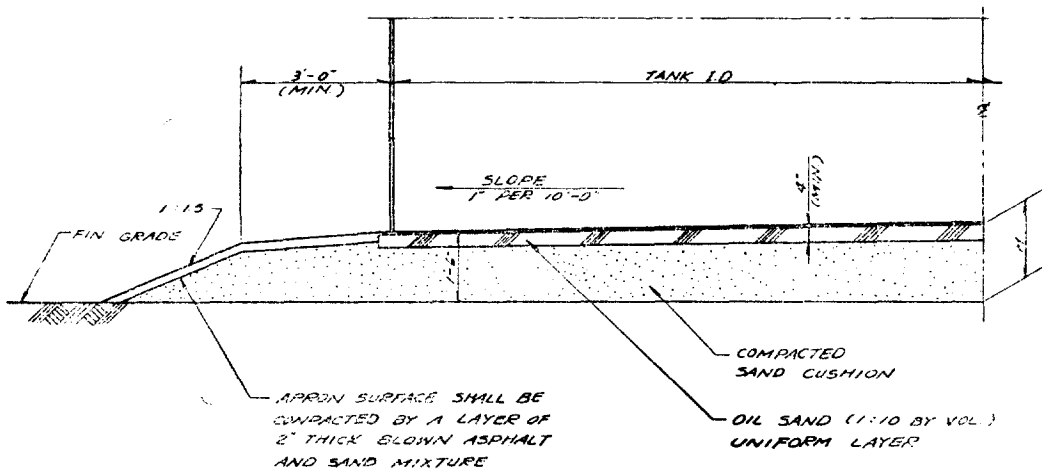 3'-0"
(MIN.)
TANK I.D
SLOPE
1" PER 10'-0"
4"
(MIN)
1:1.5
FIN GRADE
COMPACTED
SAND CUSHION
APRON SURFACE SHALL BE
COMPACTED BY A LAYER OF
2" THICK BLOWN ASPHALT
AND SAND MIXTURE
OIL SAND (1:10 BY VOL.)
UNIFORM LAYER